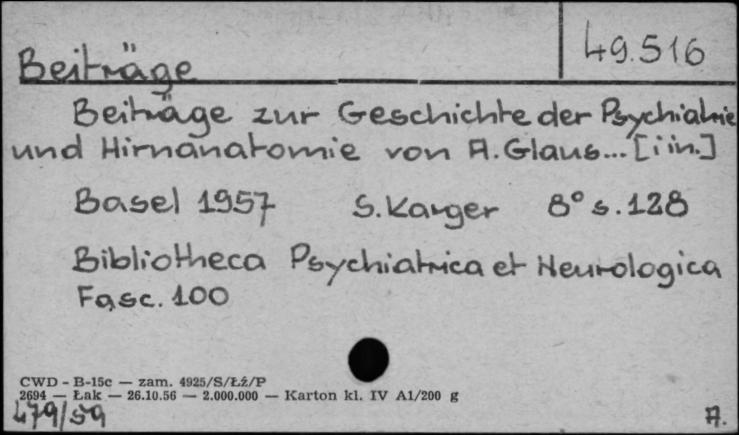 49.516
Beiträge
Beiträge zur Geschichte der Psychiatrie
und Hirnanatomie von A. Glaus... [i in.]
Basel 1957 S. Karger 8° s. 128
Bibliotheca Psychiatrica et Neurologica
Fasc. 100
CWD - B-15c — zam. 4925/S/Łź/P
2694 — Łak — 26.10.56 — 2.000.000 — Karton kl. IV A1/200 g
479/59 A.